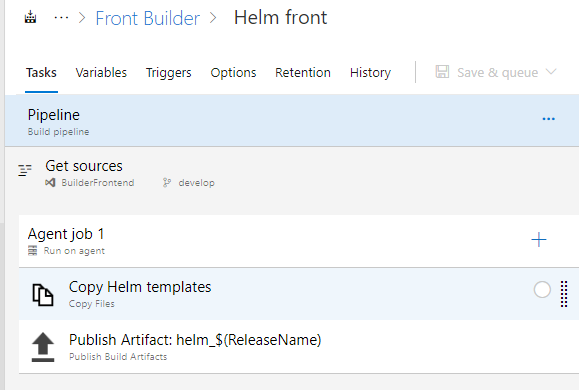 ··· > Front Builder > Helm front
Tasks Variables Triggers Options Retention History Save & queue
Pipeline
Build pipeline
···
Get sources
BuilderFrontend develop
Agent job 1
Run on agent
Copy Helm templates
Copy Files
Publish Artifact: helm_$(ReleaseName)
Publish Build Artifacts